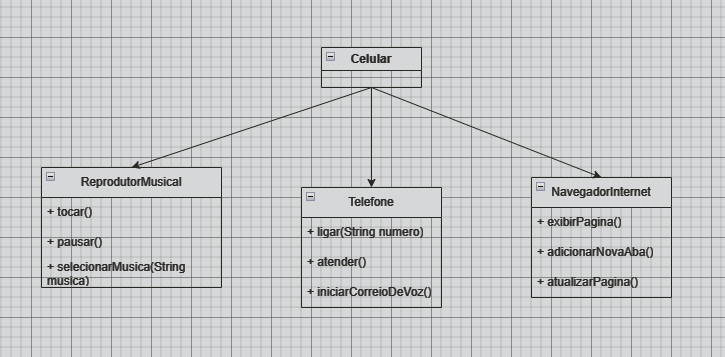 Celular
ReprodutorMusical
+ tocar()
+ pausar()
+ selecionarMusica(String
musica)
Telefone
+ ligar(String numero)
+ atender()
+ iniciarCorreioDeVoz()
NavegadorInternet
+ exibirPagina()
+ adicionarNovaAba()
+ atualizarPagina()